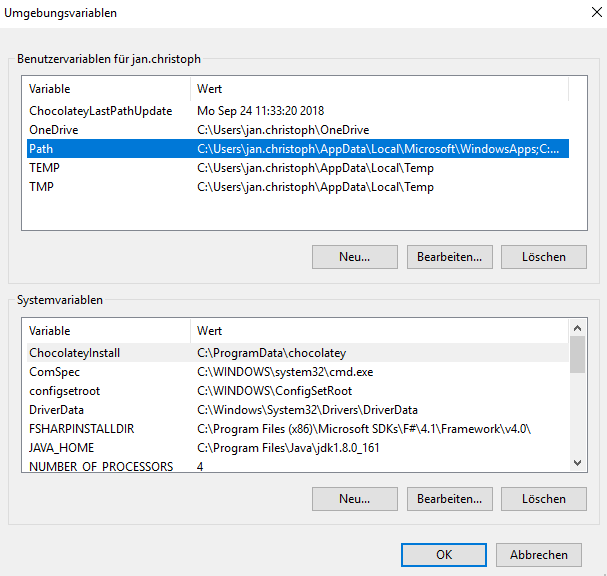 Umgebungsvariablen
Benutzervariablen für jan.christoph
Variable Wert
ChocolateyLastPathUpdate Mo Sep 24 11:33:20 2018
OneDrive C:\Users\jan.christoph\OneDrive
Path C:\Users\jan.christoph\AppData\Local\Microsoft\WindowsApps;C:...
TEMP C:\Users\jan.christoph\AppData\Local\Temp
TMP C:\Users\jan.christoph\AppData\Local\Temp
Neu... Bearbeiten... Löschen
Systemvariablen
Variable Wert
ChocolateyInstall C:\ProgramData\chocolatey
ComSpec C:\WINDOWS\system32\cmd.exe
configsetroot C:\WINDOWS\ConfigSetRoot
DriverData C:\Windows\System32\Drivers\DriverData
FSHARPINSTALLDIR C:\Program Files (x86)\Microsoft SDKs\F#\4.1\Framework\v4.0\
JAVA_HOME C:\Program Files\Java\jdk1.8.0_161
NUMBER_OF_PROCESSORS 4
Neu... Bearbeiten... Löschen
OK Abbrechen